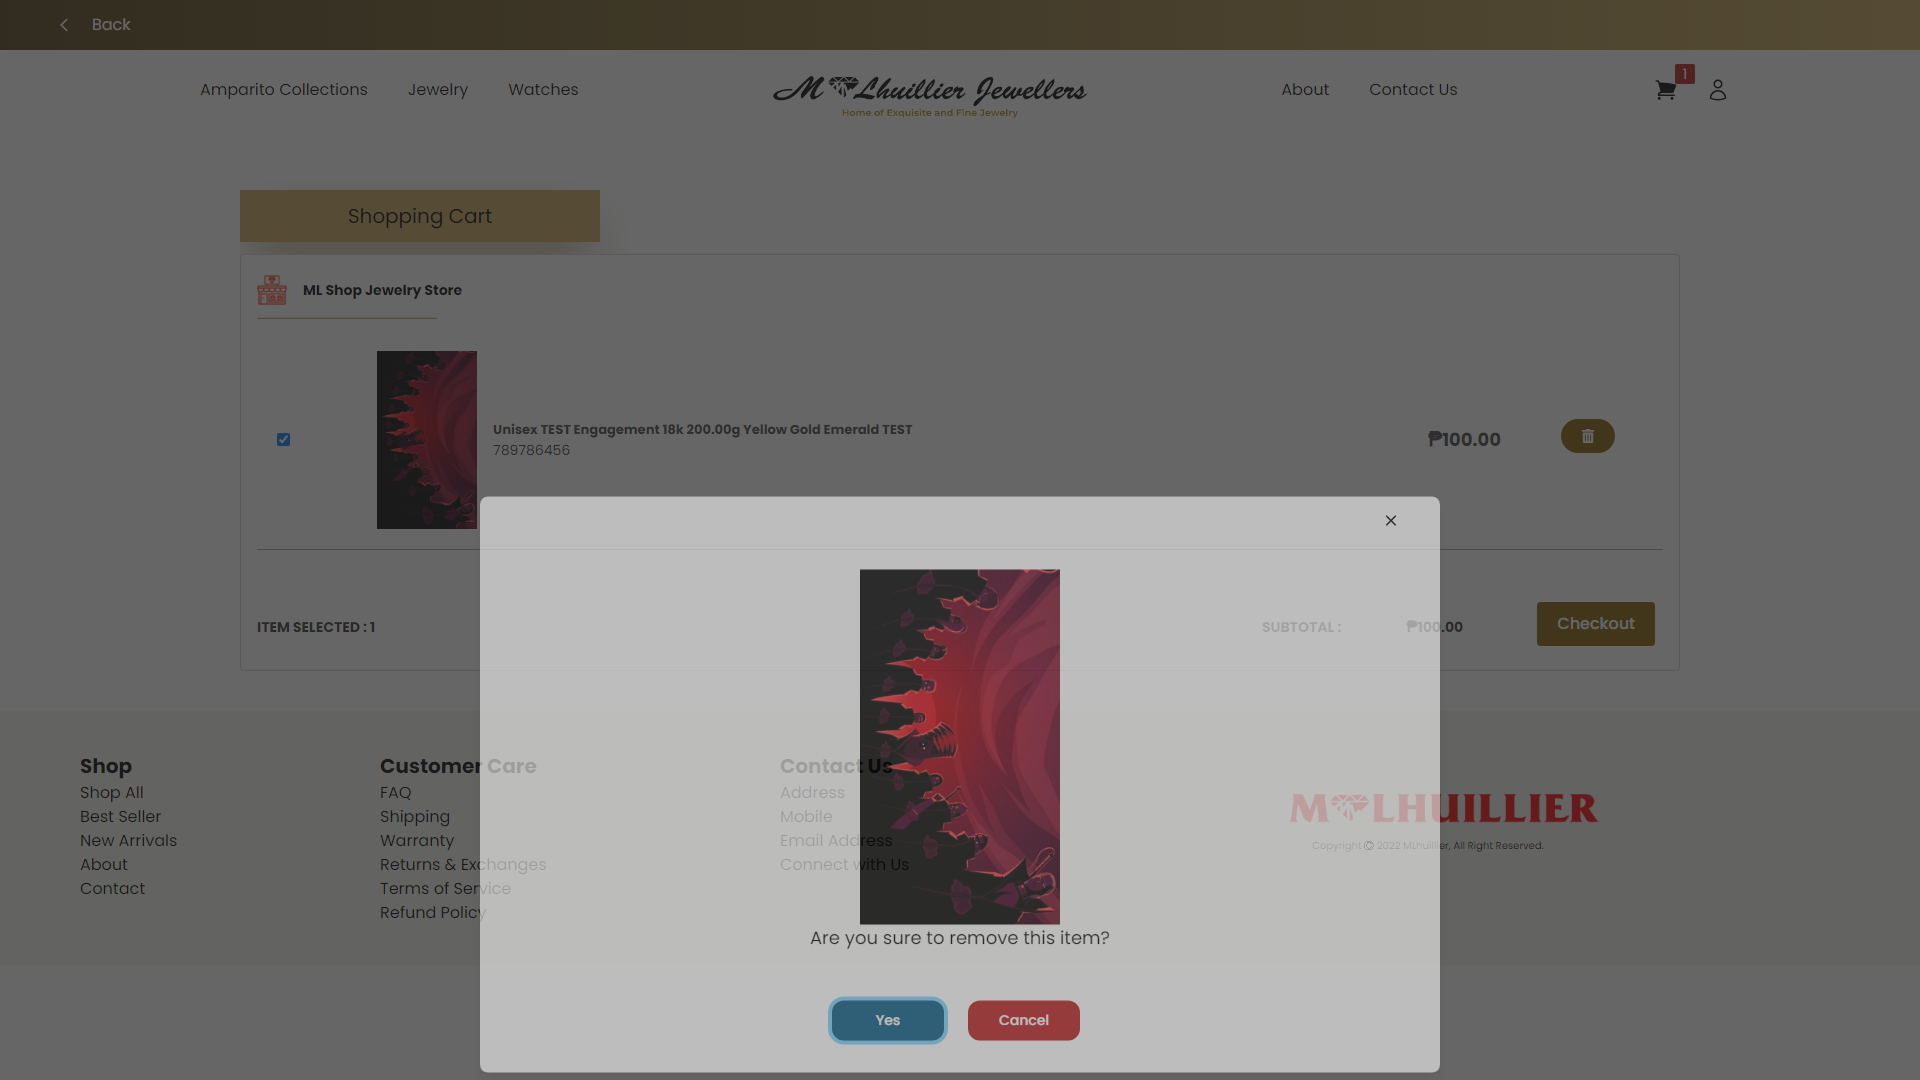 Back
Amparito Collections
Jewelry
Watches
M Lhuillier Jewellers
Home of Exquisite and Fine Jewelry
About
Contact Us
1
Shopping Cart
ML Shop Jewelry Store
Unisex TEST Engagement 18k 200.00g Yellow Gold Emerald TEST
789786456
₱100.00
ITEM SELECTED : 1
SUBTOTAL :
₱100.00
Checkout
Are you sure to remove this item?
Yes
Cancel
Shop
Shop All
Best Seller
New Arrivals
About
Contact
Customer Care
FAQ
Shipping
Warranty
Returns & Exchanges
Terms of Service
Refund Policy
Contact Us
Address
Mobile
Email Address
Connect with Us
M LHUILLIER
Copyright © 2022 MLhuillier, All Right Reserved.